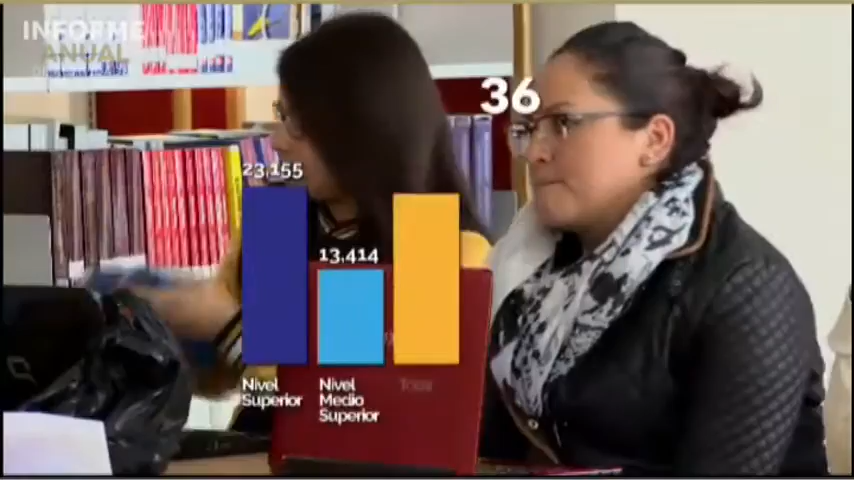 INFORME
ANUAL
36
23,155
13,414
Nivel
Superior
Nivel
Medio
Superior
Total